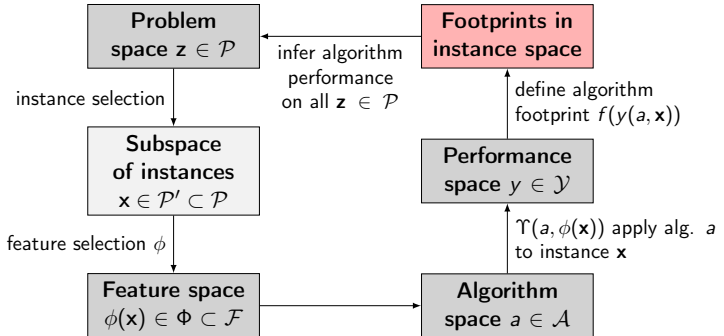 Problem
space z ∈ 𝒫
Footprints in
instance space
infer algorithm
performance
on all z ∈ 𝒫
instance selection
define algorithm
footprint f(y(a, x))
Subspace
of instances
x ∈ 𝒫′ ⊂ 𝒫
Performance
space y ∈ 𝒴
feature selection ϕ
ϒ(a, ϕ(x)) apply alg. a
to instance x
Feature space
ϕ(x) ∈ Φ ⊂ ℱ
Algorithm
space a ∈ 𝒜